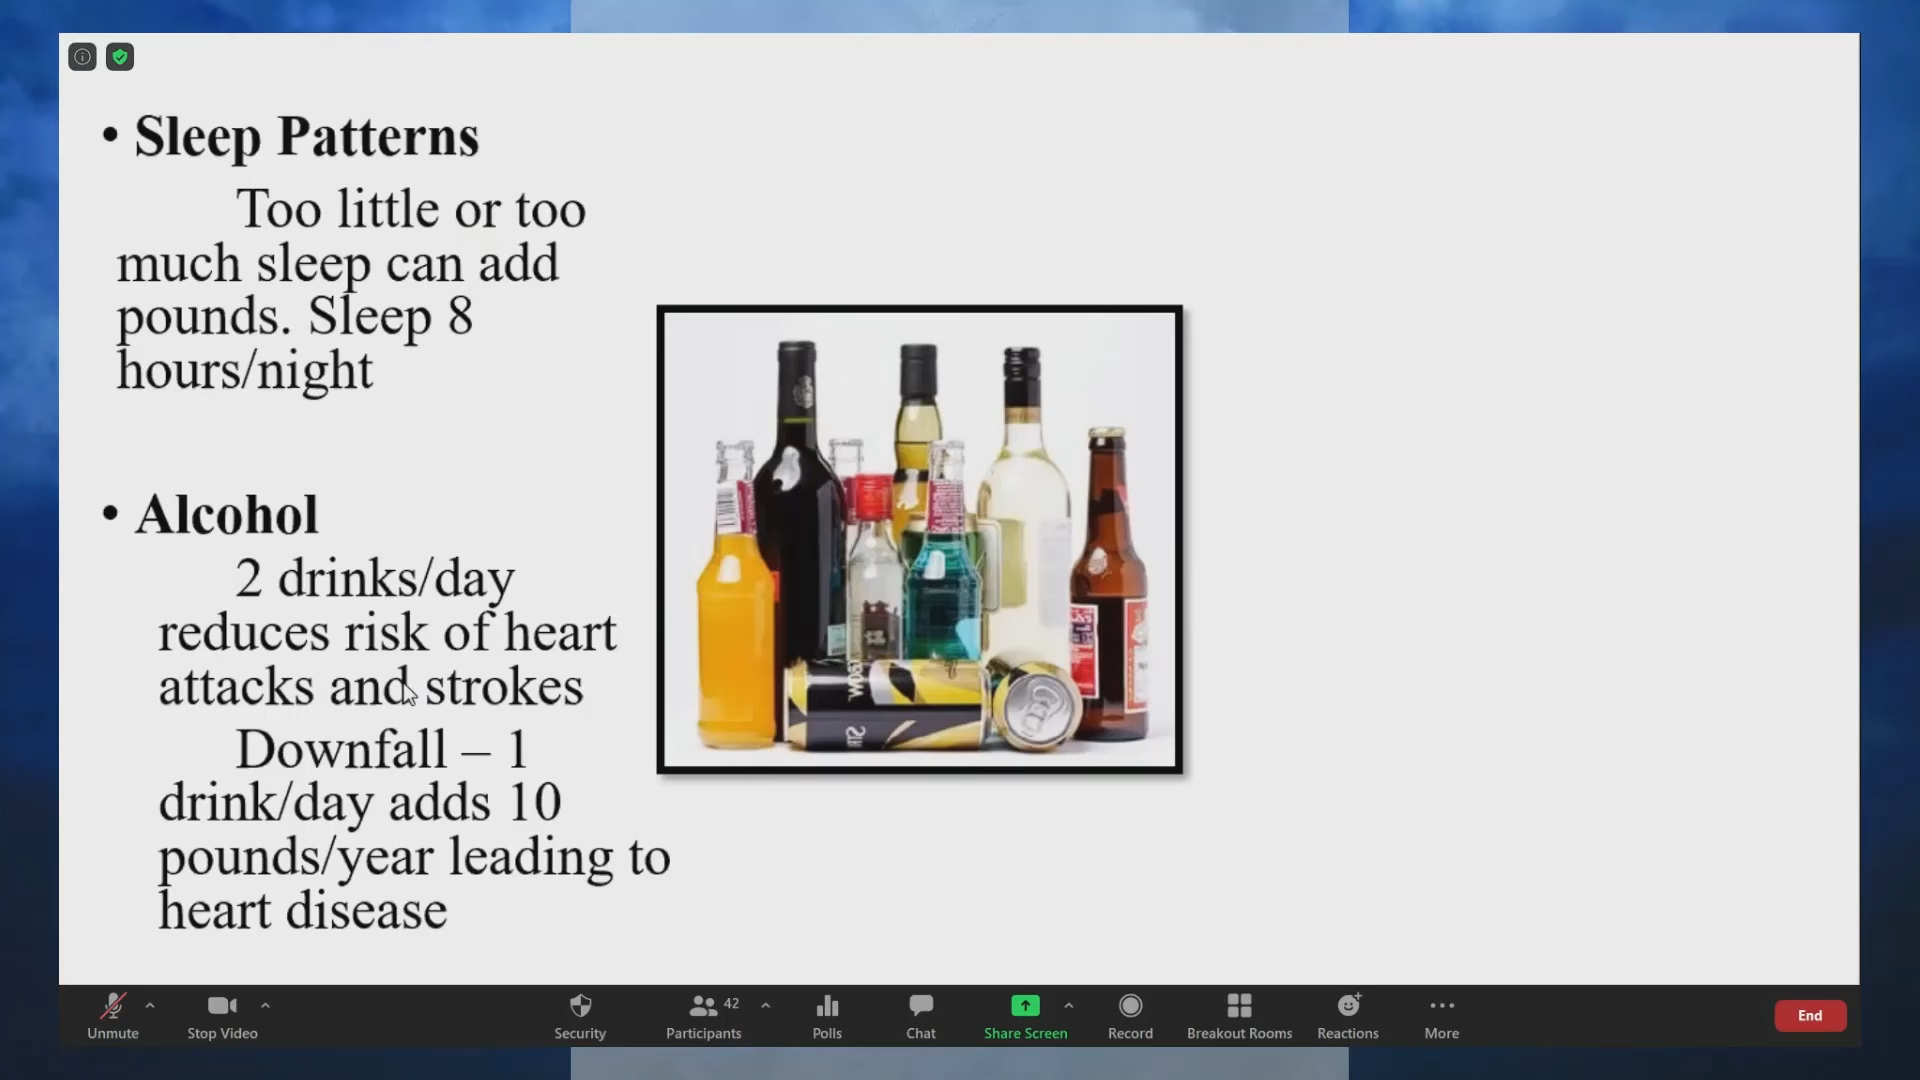 • Sleep Patterns
Too little or too
much sleep can add
pounds. Sleep 8
hours/night
• Alcohol
2 drinks/day
reduces risk of heart
attacks and strokes
Downfall – 1
drink/day adds 10
pounds/year leading to
heart disease
Unmute
Stop Video
Security
42
Participants
Polls
Chat
Share Screen
Record
Breakout Rooms
Reactions
More
End